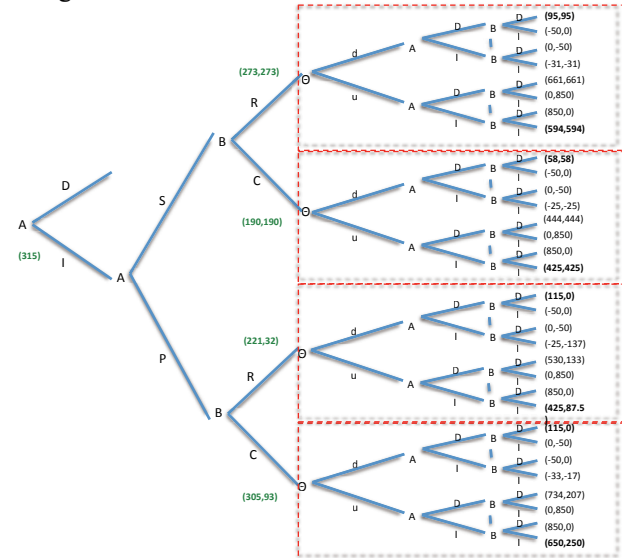 D (95,95)
B
D
I (-50,0)
d
A
D (0,-50)
I
B
I (-31,-31)
(273,273)
Θ
D (661,661)
R
D
B
u
A
I (0,850)
D (850,0)
I
B
I (594,594)
B
D (58,58)
D
B
I (-50,0)
D
S
C
d
A
D (0,-50)
I
B
I (-25,-25)
A
(190,190)
Θ
D (444,444)
D
B
u
A
I (0,850)
(315)
I
A
D (850,0)
I
B
I (425,425)
D (115,0)
D
B
I (-50,0)
d
A
D (0,-50)
(221,32)
I
B
I (-25,-137)
Θ
P
R
D (530,133)
D
B
u
A
I (0,850)
D (850,0)
I
B
I (425,87.5
)
B
D (115,0)
D
B
I (0,-50)
C
d
A
D (-50,0)
I
B
I (-33,-17)
(305,93)
Θ
D (734,207)
D
B
u
A
I (0,850)
D (850,0)
I
B
I (650,250)